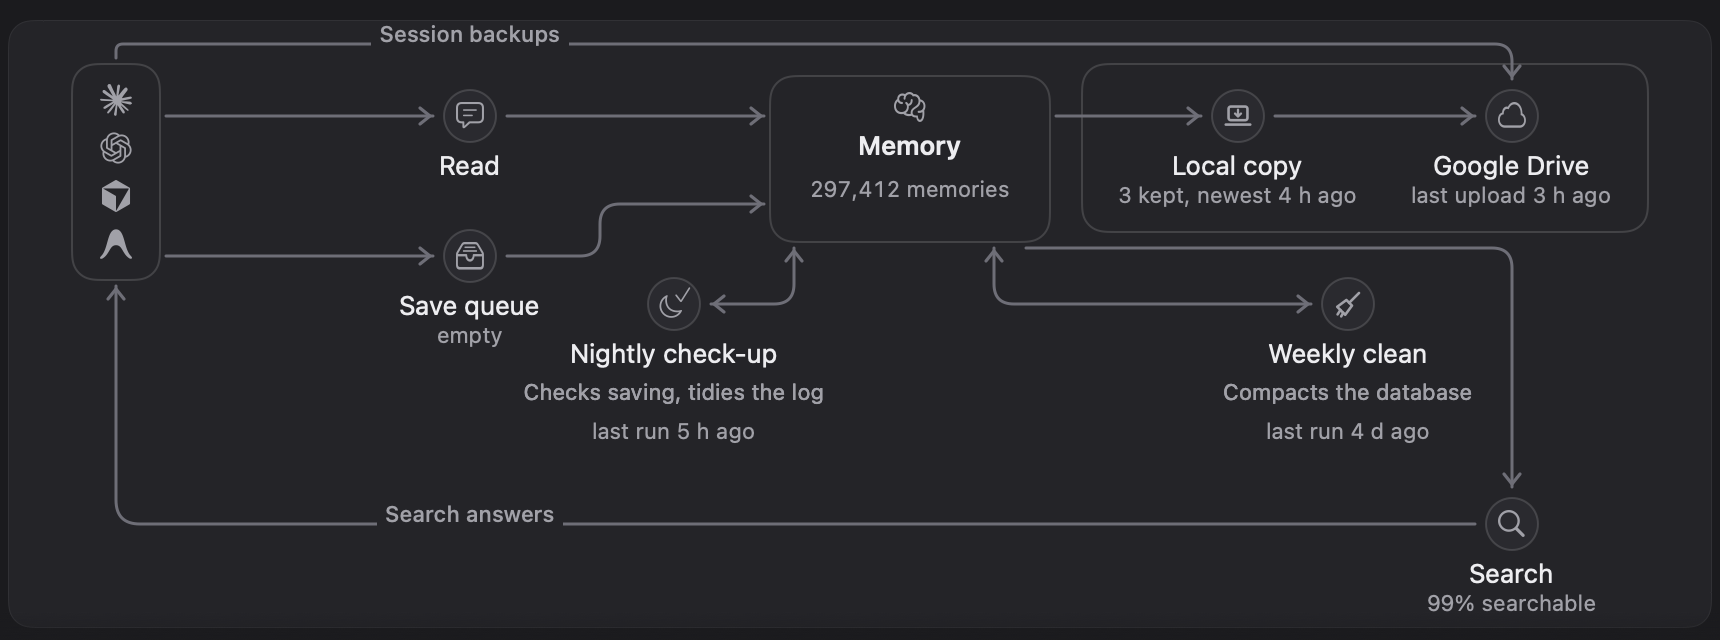 Session backups
Read
Memory
297,412 memories
Local copy
3 kept, newest 4 h ago
Google Drive
last upload 3 h ago
Save queue
empty
Nightly check-up
Checks saving, tidies the log
last run 5 h ago
Weekly clean
Compacts the database
last run 4 d ago
Search answers
Search
99% searchable